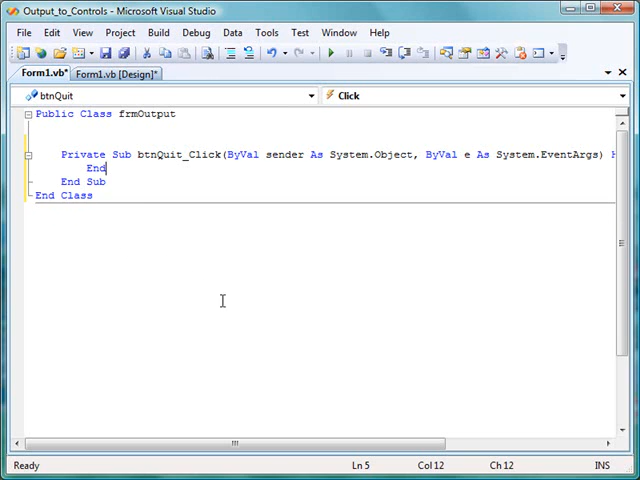 Output_to_Controls - Microsoft Visual Studio
File Edit View Project Build Debug Data Tools Test Window Help
Form1.vb* Form1.vb [Design]*
btnQuit Click
Public Class frmOutput
Private Sub btnQuit_Click(ByVal sender As System.Object, ByVal e As System.EventArgs) H
End
End Sub
End Class
Ready Ln 5 Col 12 Ch 12 INS